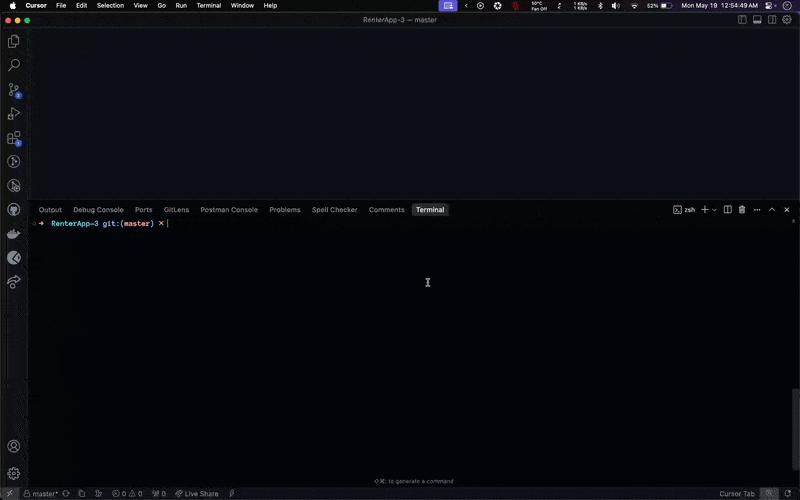 Cursor File Edit Selection View Go Run Terminal Window Help 50°C Fan Off 1 KB/s 1 KB/s 52% Mon May 19 12:54:49 AM
RenterApp-3 — master
Output Debug Console Ports GitLens Postman Console Problems Spell Checker Comments Terminal zsh
➜ RenterApp-3 git:(master) ✗
to generate a command
master* 0 0 0 Live Share Cursor Tab